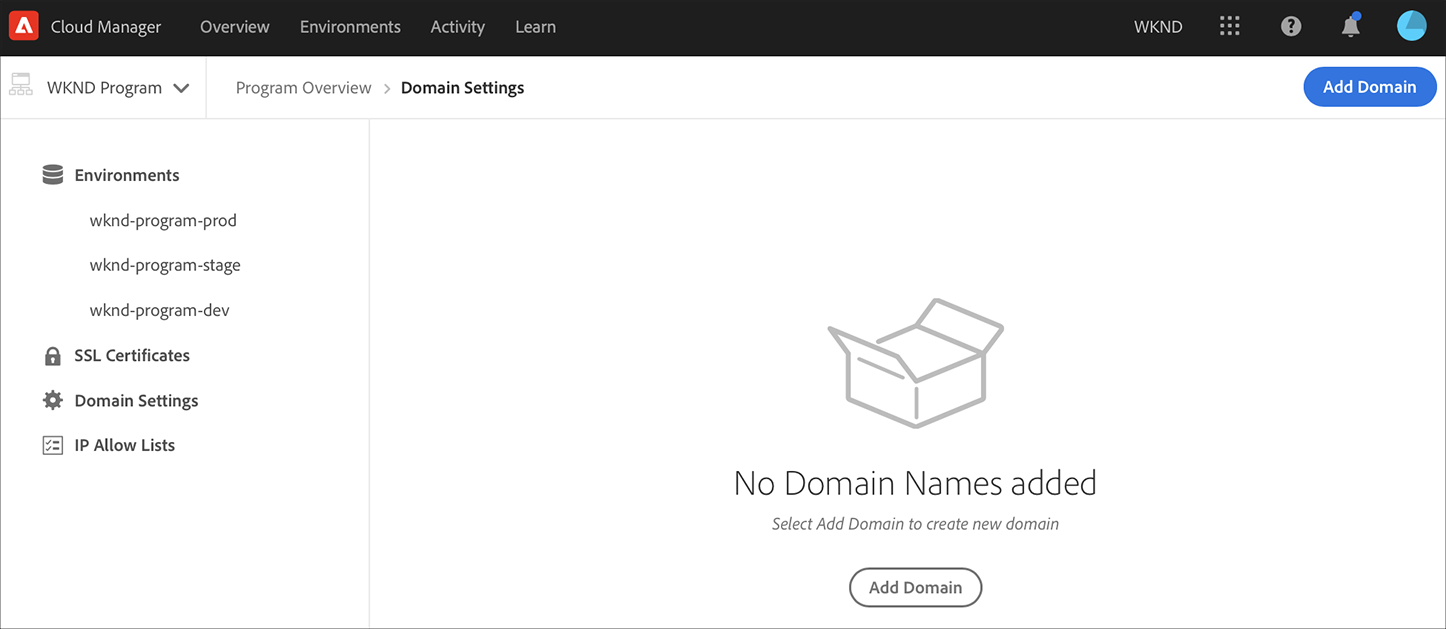 Cloud Manager Overview Environments Activity Learn WKND
WKND Program Program Overview > Domain Settings Add Domain
Environments
wknd-program-prod
wknd-program-stage
wknd-program-dev
SSL Certificates
Domain Settings
IP Allow Lists
No Domain Names added
Select Add Domain to create new domain
Add Domain